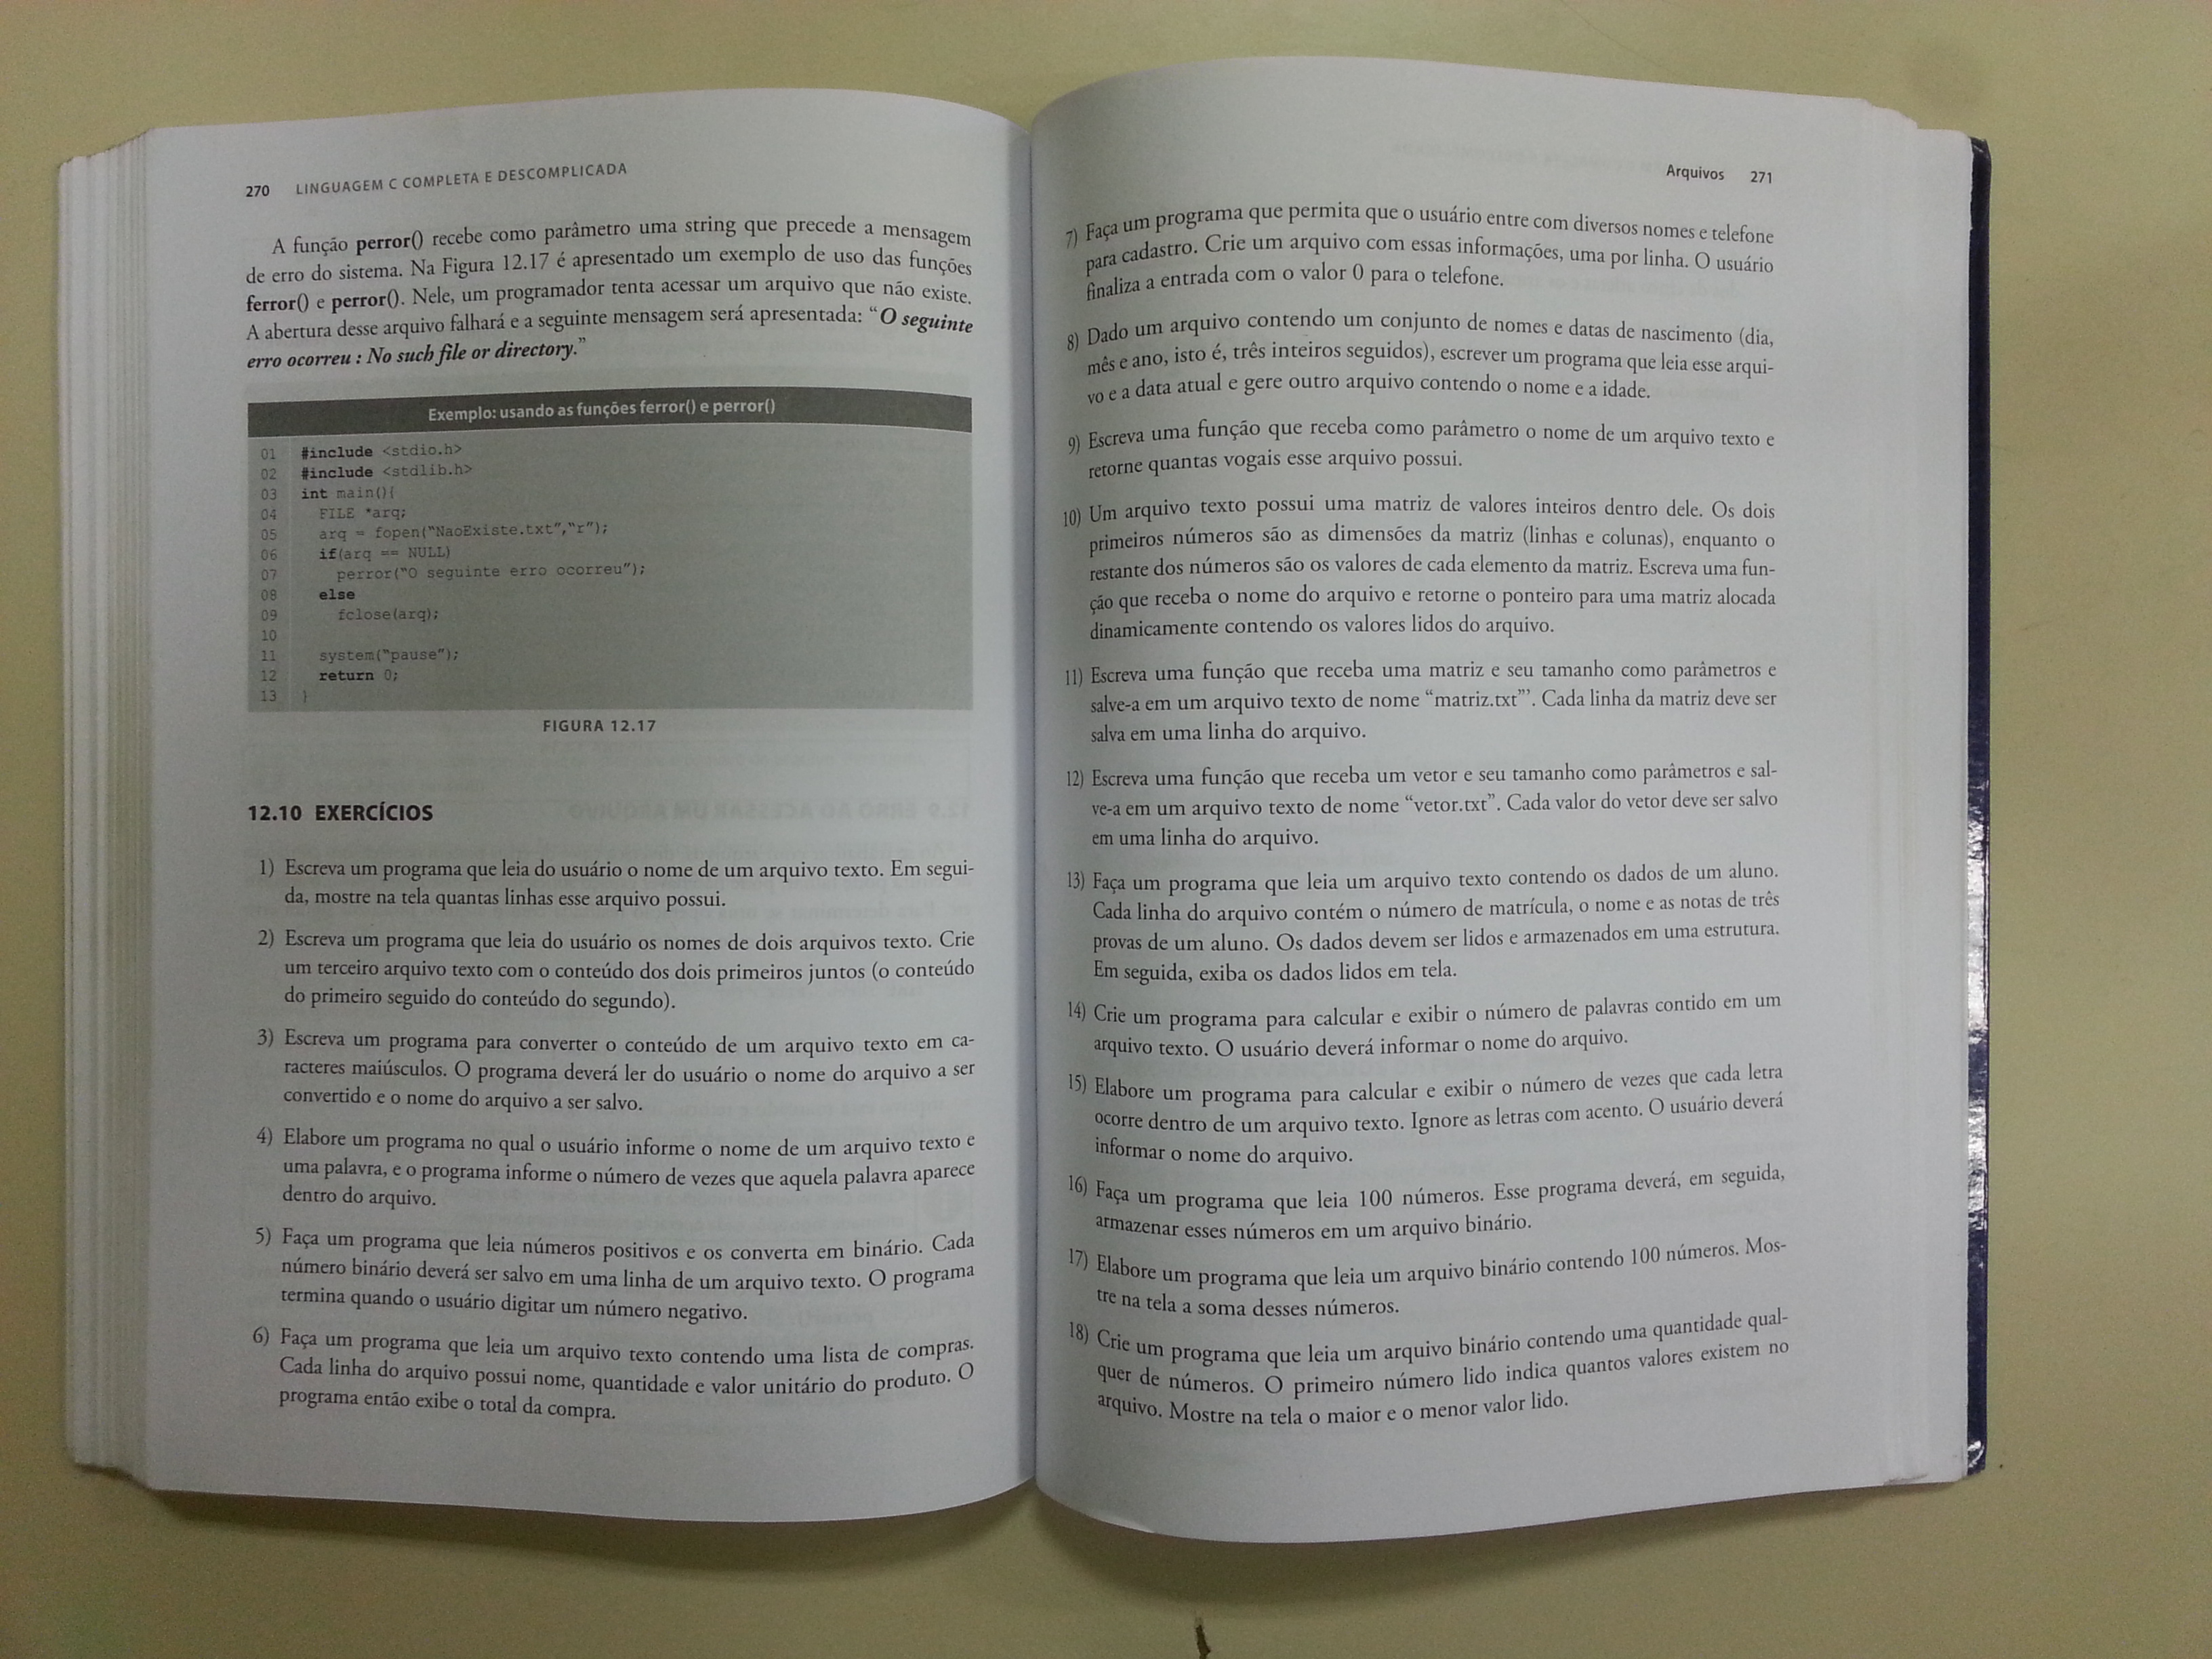 270 LINGUAGEM C COMPLETA E DESCOMPLICADA
A função perror() recebe como parâmetro uma string que precede a mensagem
de erro do sistema. Na Figura 12.17 é apresentado um exemplo de uso das funções
ferror() e perror(). Nele, um programador tenta acessar um arquivo que não existe.
A abertura desse arquivo falhará e a seguinte mensagem será apresentada: “O seguinte
erro ocorreu : No such file or directory.”
Exemplo: usando as funções ferror() e perror()
01 #include <stdio.h>
02 #include <stdlib.h>
03 int main(){
04 FILE *arq;
05 arq = fopen("NaoExiste.txt","r");
06 if(arq == NULL)
07 perror("O seguinte erro ocorreu");
08 else
09 fclose(arq);
10
11 system("pause");
12 return 0;
13 }
FIGURA 12.17
12.10 EXERCÍCIOS
1) Escreva um programa que leia do usuário o nome de um arquivo texto. Em segui-
da, mostre na tela quantas linhas esse arquivo possui.
2) Escreva um programa que leia do usuário os nomes de dois arquivos texto. Crie
um terceiro arquivo texto com o conteúdo dos dois primeiros juntos (o conteúdo
do primeiro seguido do conteúdo do segundo).
3) Escreva um programa para converter o conteúdo de um arquivo texto em ca-
racteres maiúsculos. O programa deverá ler do usuário o nome do arquivo a ser
convertido e o nome do arquivo a ser salvo.
4) Elabore um programa no qual o usuário informe o nome de um arquivo texto e
uma palavra, e o programa informe o número de vezes que aquela palavra aparece
dentro do arquivo.
5) Faça um programa que leia números positivos e os converta em binário. Cada
número binário deverá ser salvo em uma linha de um arquivo texto. O programa
termina quando o usuário digitar um número negativo.
6) Faça um programa que leia um arquivo texto contendo uma lista de compras.
Cada linha do arquivo possui nome, quantidade e valor unitário do produto. O
programa então exibe o total da compra.
Arquivos 271
7) Faça um programa que permita que o usuário entre com diversos nomes e telefone
para cadastro. Crie um arquivo com essas informações, uma por linha. O usuário
finaliza a entrada com o valor 0 para o telefone.
8) Dado um arquivo contendo um conjunto de nomes e datas de nascimento (dia,
mês e ano, isto é, três inteiros seguidos), escrever um programa que leia esse arqui-
vo e a data atual e gere outro arquivo contendo o nome e a idade.
9) Escreva uma função que receba como parâmetro o nome de um arquivo texto e
retorne quantas vogais esse arquivo possui.
10) Um arquivo texto possui uma matriz de valores inteiros dentro dele. Os dois
primeiros números são as dimensões da matriz (linhas e colunas), enquanto o
restante dos números são os valores de cada elemento da matriz. Escreva uma fun-
ção que receba o nome do arquivo e retorne o ponteiro para uma matriz alocada
dinamicamente contendo os valores lidos do arquivo.
11) Escreva uma função que receba uma matriz e seu tamanho como parâmetros e
salve-a em um arquivo texto de nome “matriz.txt”’. Cada linha da matriz deve ser
salva em uma linha do arquivo.
12) Escreva uma função que receba um vetor e seu tamanho como parâmetros e sal-
ve-a em um arquivo texto de nome “vetor.txt”. Cada valor do vetor deve ser salvo
em uma linha do arquivo.
13) Faça um programa que leia um arquivo texto contendo os dados de um aluno.
Cada linha do arquivo contém o número de matrícula, o nome e as notas de três
provas de um aluno. Os dados devem ser lidos e armazenados em uma estrutura.
Em seguida, exiba os dados lidos em tela.
14) Crie um programa para calcular e exibir o número de palavras contido em um
arquivo texto. O usuário deverá informar o nome do arquivo.
15) Elabore um programa para calcular e exibir o número de vezes que cada letra
ocorre dentro de um arquivo texto. Ignore as letras com acento. O usuário deverá
informar o nome do arquivo.
16) Faça um programa que leia 100 números. Esse programa deverá, em seguida,
armazenar esses números em um arquivo binário.
17) Elabore um programa que leia um arquivo binário contendo 100 números. Mos-
tre na tela a soma desses números.
18) Crie um programa que leia um arquivo binário contendo uma quantidade qual-
quer de números. O primeiro número lido indica quantos valores existem no
arquivo. Mostre na tela o maior e o menor valor lido.